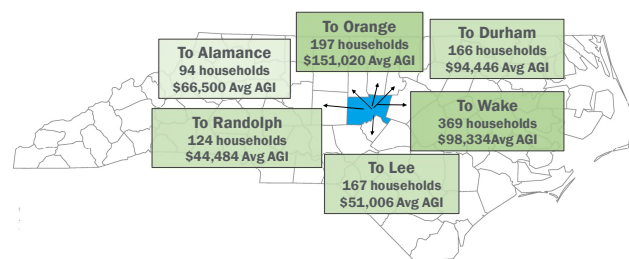 To Orange
197 households
$151,020 Avg AGI
To Durham
166 households
$94,446 Avg AGI
To Alamance
94 households
$66,500 Avg AGI
To Wake
369 households
$98,334Avg AGI
To Randolph
124 households
$44,484 Avg AGI
To Lee
167 households
$51,006 Avg AGI